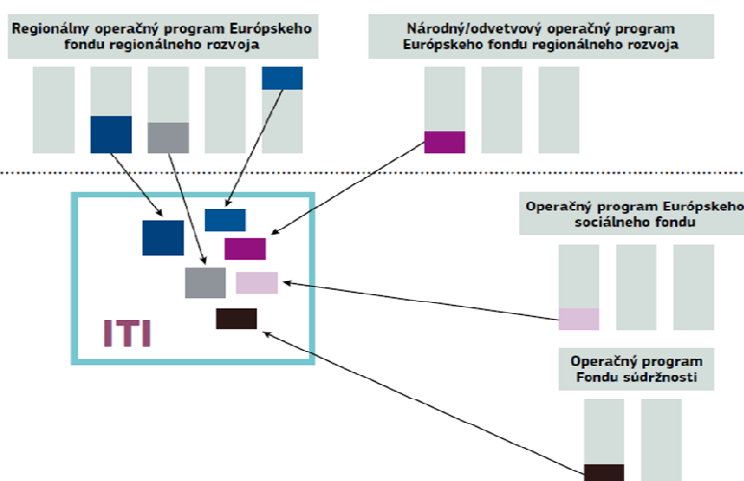 Regionálny operačný program Európskeho
fondu regionálneho rozvoja
Národný/odvetvový operačný program
Európskeho fondu regionálneho rozvoja
Operačný program Európskeho
sociálneho fondu
ITI
Operačný program
Fondu súdržnosti